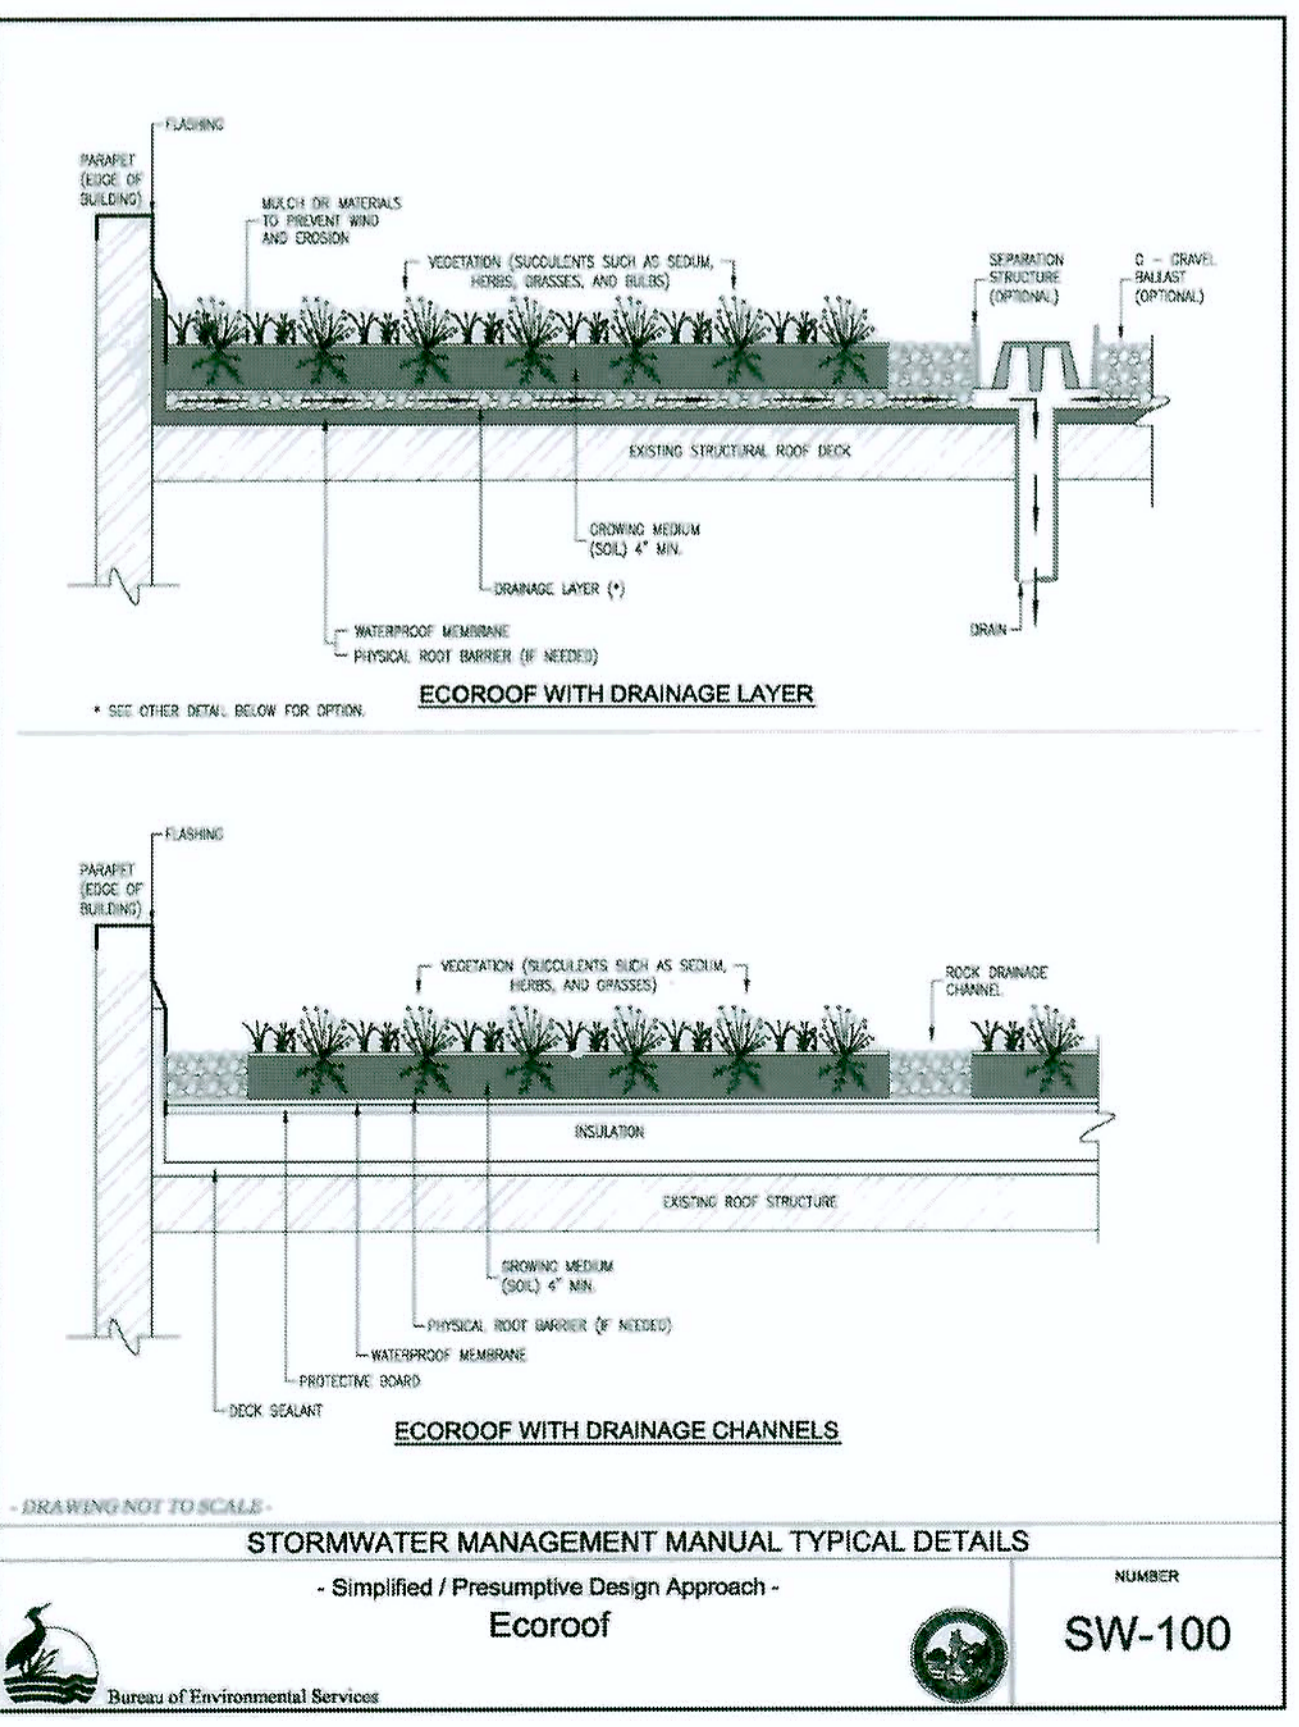 FLASHING
PARAPET
(EDGE OF
BUILDING)
MULCH OR MATERIALS
TO PREVENT WIND
AND EROSION
VEGETATION (SUCCULENTS SUCH AS SEDUM,
HERBS, GRASSES, AND BULBS)
SEPARATION
STRUCTURE
(OPTIONAL)
G - GRAVEL
BALLAST
(OPTIONAL)
EXISTING STRUCTURAL ROOF DECK
GROWING MEDIUM
(SOIL) 4" MIN.
DRAINAGE LAYER (*)
DRAIN
WATERPROOF MEMBRANE
PHYSICAL ROOT BARRIER (IF NEEDED)
ECOROOF WITH DRAINAGE LAYER
* SEE OTHER DETAIL BELOW FOR OPTION.
FLASHING
PARAPET
(EDGE OF
BUILDING)
VEGETATION (SUCCULENTS SUCH AS SEDUM,
HERBS, AND GRASSES)
ROCK DRAINAGE
CHANNEL
INSULATION
EXISTING ROOF STRUCTURE
GROWING MEDIUM
(SOIL) 4" MIN.
PHYSICAL ROOT BARRIER (IF NEEDED)
WATERPROOF MEMBRANE
PROTECTIVE BOARD
DECK SEALANT
ECOROOF WITH DRAINAGE CHANNELS
- DRAWING NOT TO SCALE -
STORMWATER MANAGEMENT MANUAL TYPICAL DETAILS
- Simplified / Presumptive Design Approach -
Ecoroof
NUMBER
SW-100
Bureau of Environmental Services